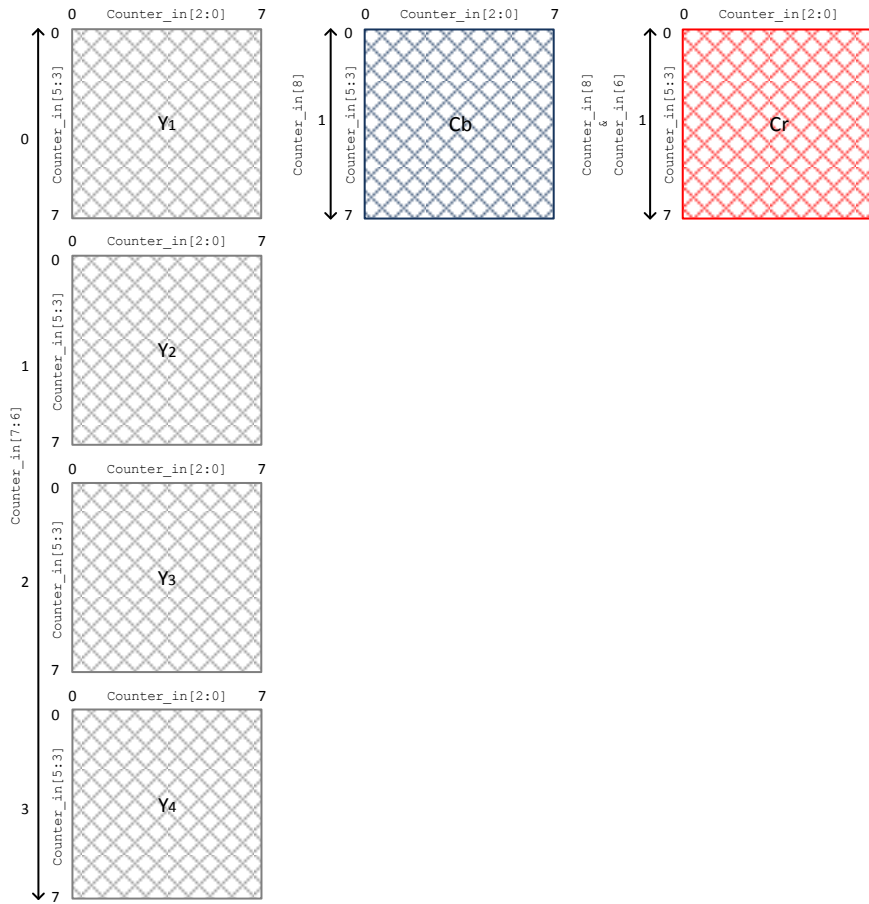 0 Counter_in[2:0] 7
0
Counter_in[5:3]
Y1
7
0
0 Counter_in[2:0] 7
Counter_in[8]
1
0
Counter_in[5:3]
Cb
7
0 Counter_in[2:0]
Counter_in[8]
&
Counter_in[6]
1
0
Counter_in[5:3]
Cr
7
Counter_in[7:6]
0 Counter_in[2:0] 7
0
Counter_in[5:3]
1
Y2
7
0 Counter_in[2:0] 7
0
Counter_in[5:3]
2
Y3
7
0 Counter_in[2:0] 7
0
Counter_in[5:3]
3
Y4
7